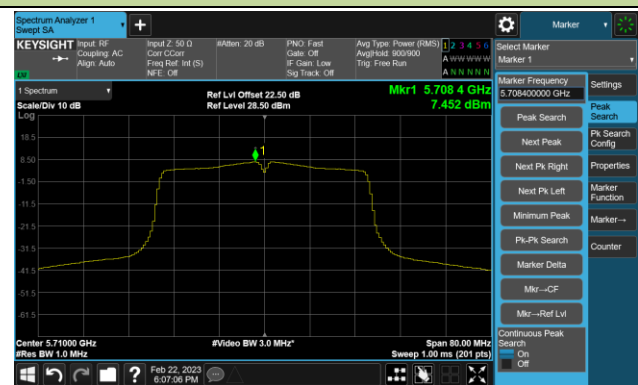 Spectrum Analyzer 1
Swept SA
+
Marker
KEYSIGHT
Input: RF
Coupling: AC
Align: Auto
Input Z: 50 Ω
Corr CCorr
Freq Ref: Int (S)
NFE: Off
#Atten: 20 dB
PNO: Fast
Gate: Off
IF Gain: Low
Sig Track: Off
Avg Type: Power (RMS)
Avg|Hold: 900/900
Trig: Free Run
1 2 3 4 5 6
A W W W W W
A N N N N N
LXI
Select Marker
Marker 1
1 Spectrum
Scale/Div 10 dB
Log
Ref Lvl Offset 22.50 dB
Ref Level 28.50 dBm
Mkr1 5.708 4 GHz
7.452 dBm
18.5
8.50
-1.50
-11.5
-21.5
-31.5
-41.5
-51.5
-61.5
1
Center 5.71000 GHz
#Res BW 1.0 MHz
#Video BW 3.0 MHz*
Span 80.00 MHz
Sweep 1.00 ms (201 pts)
Marker Frequency
5.708400000 GHz
Peak Search
Next Peak
Next Pk Right
Next Pk Left
Minimum Peak
Pk-Pk Search
Marker Delta
Mkr→CF
Mkr→Ref Lvl
Continuous Peak
Search
On
Off
Settings
Peak
Search
Pk Search
Config
Properties
Marker
Function
Marker→
Counter
?
Feb 22, 2023
6:07:06 PM